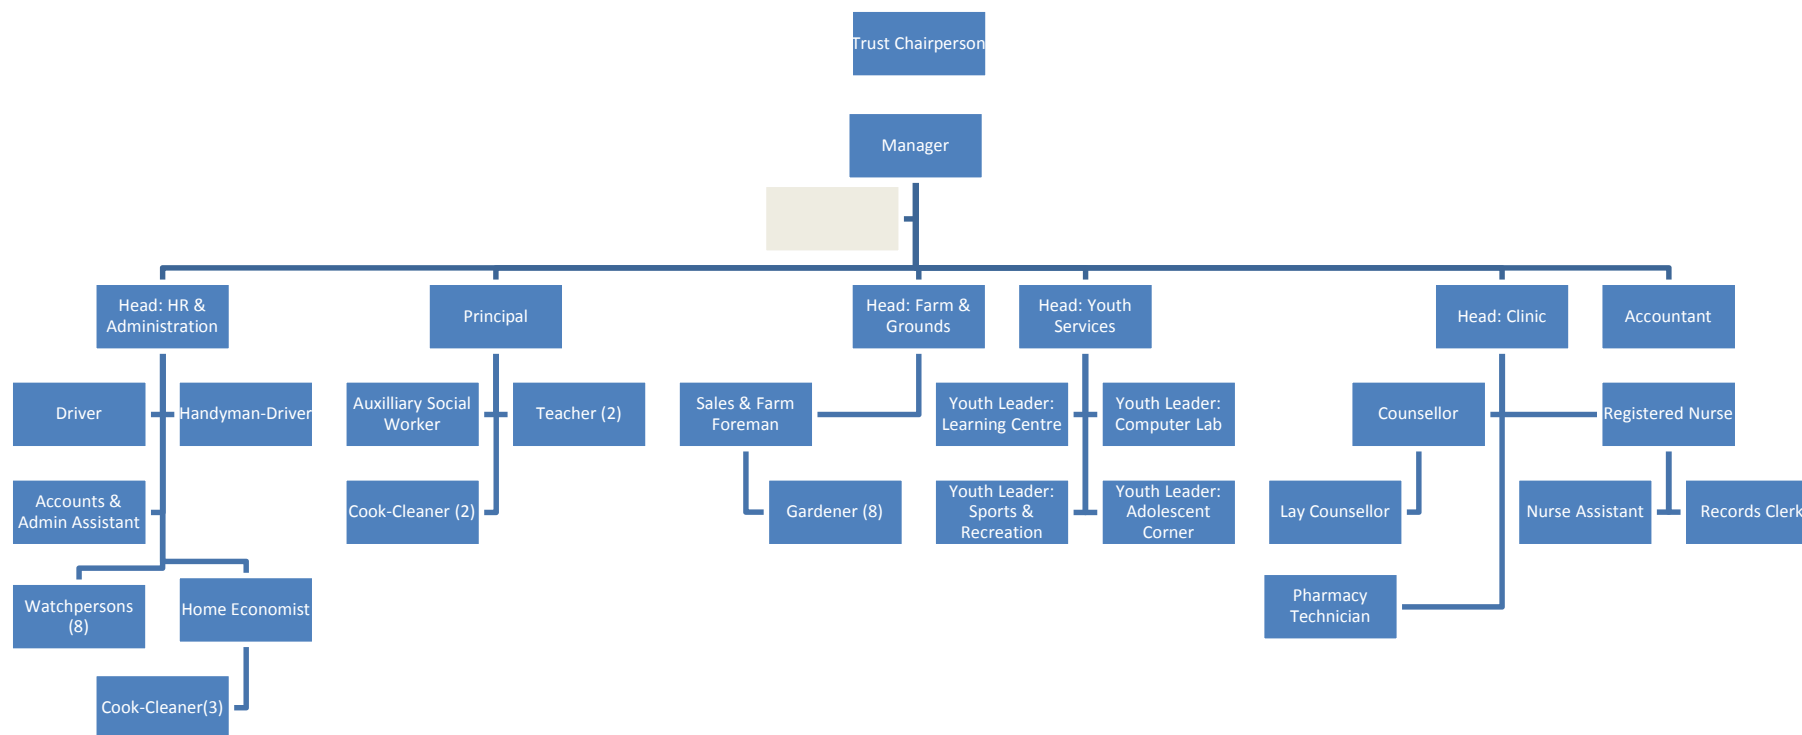 Trust Chairperson
Manager
Head: HR &
Administration
Principal
Head: Farm &
Grounds
Head: Youth
Services
Head: Clinic
Accountant
Driver
Handyman-Driver
Auxilliary Social
Worker
Teacher (2)
Sales & Farm
Foreman
Youth Leader:
Learning Centre
Youth Leader:
Computer Lab
Counsellor
Registered Nurse
Accounts &
Admin Assistant
Cook-Cleaner (2)
Gardener (8)
Youth Leader:
Sports &
Recreation
Youth Leader:
Adolescent
Corner
Lay Counsellor
Nurse Assistant
Records Clerk
Watchpersons
(8)
Home Economist
Pharmacy
Technician
Cook-Cleaner(3)